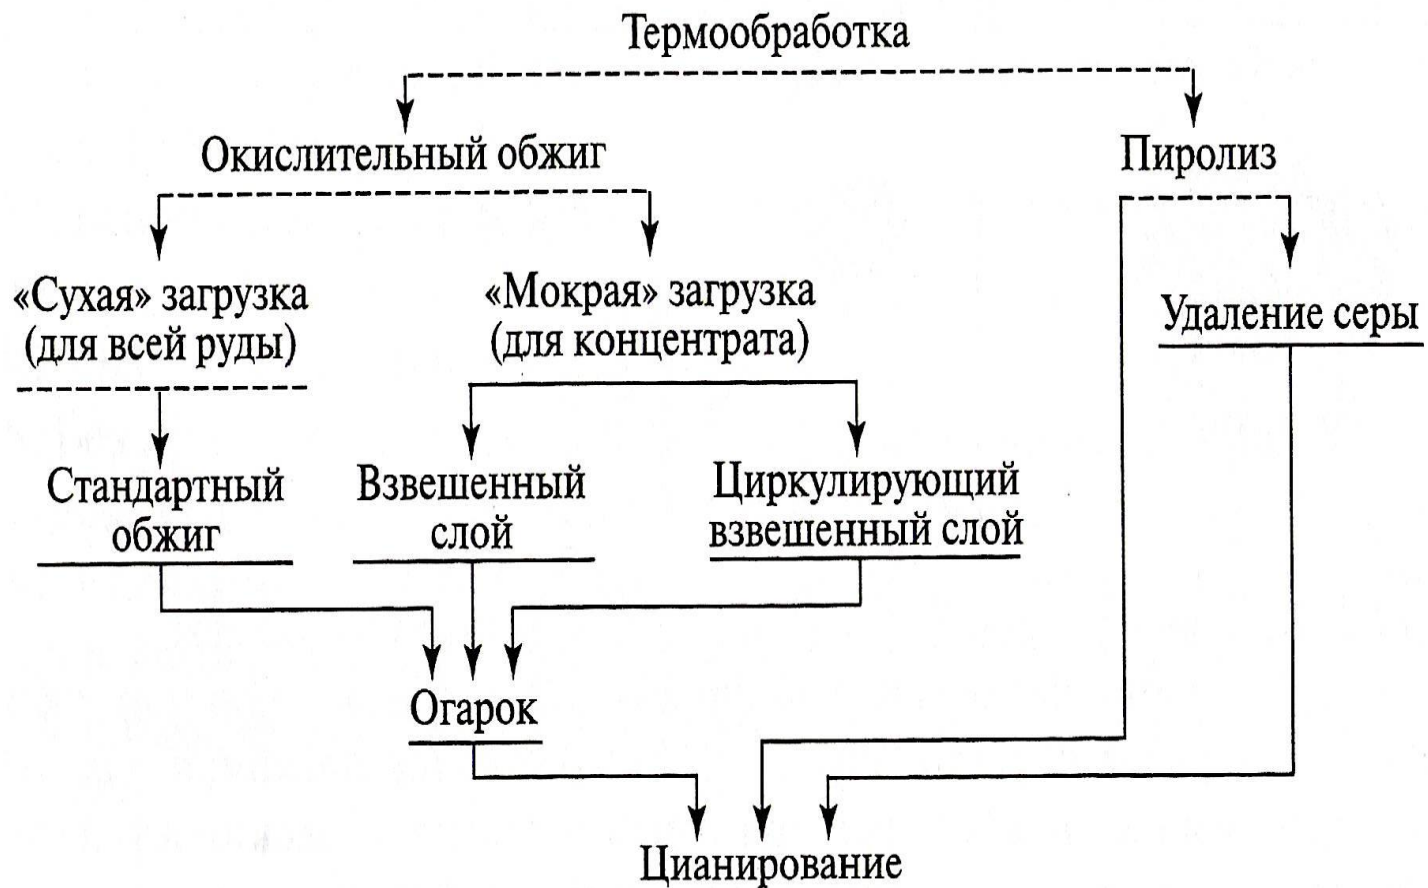 Термообработка
Окислительный обжиг
Пиролиз
«Сухая» загрузка
(для всей руды)
«Мокрая» загрузка
(для концентрата)
Удаление серы
Стандартный
обжиг
Взвешенный
слой
Циркулирующий
взвешенный слой
Огарок
Цианирование